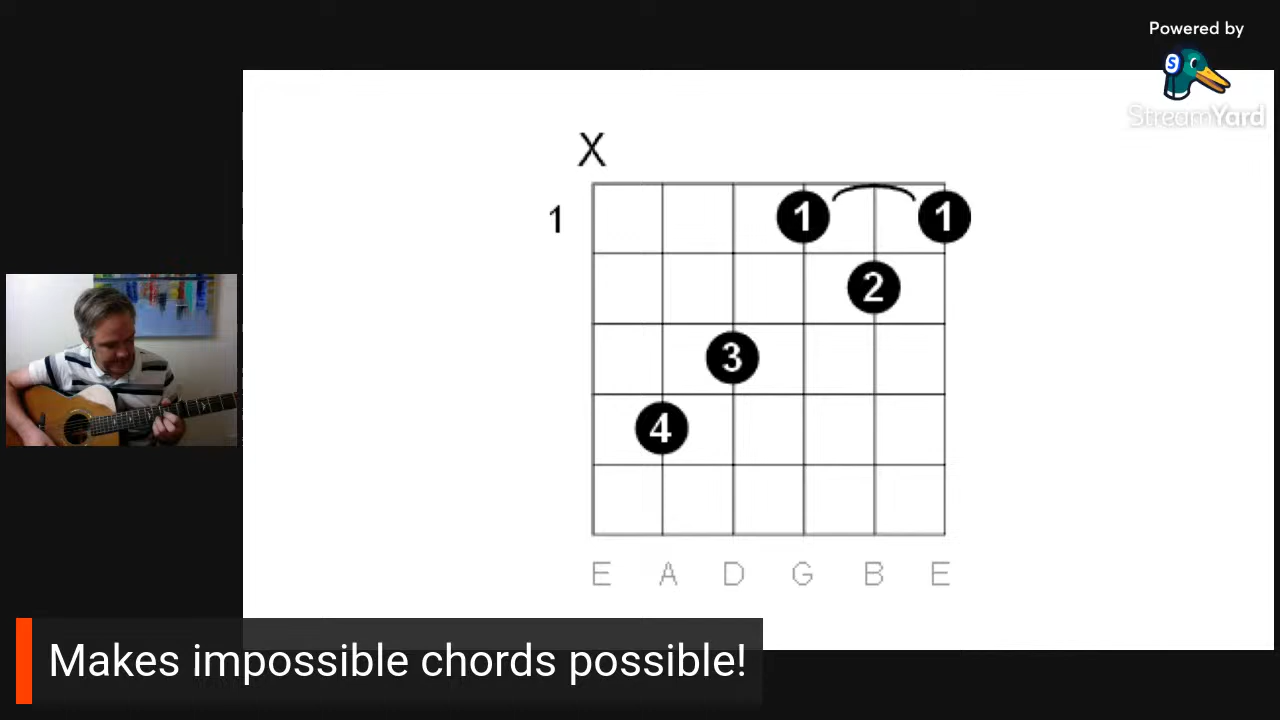 Powered by
S
StreamYard
X
1
1
1
2
3
4
E A D G B E
Makes impossible chords possible!